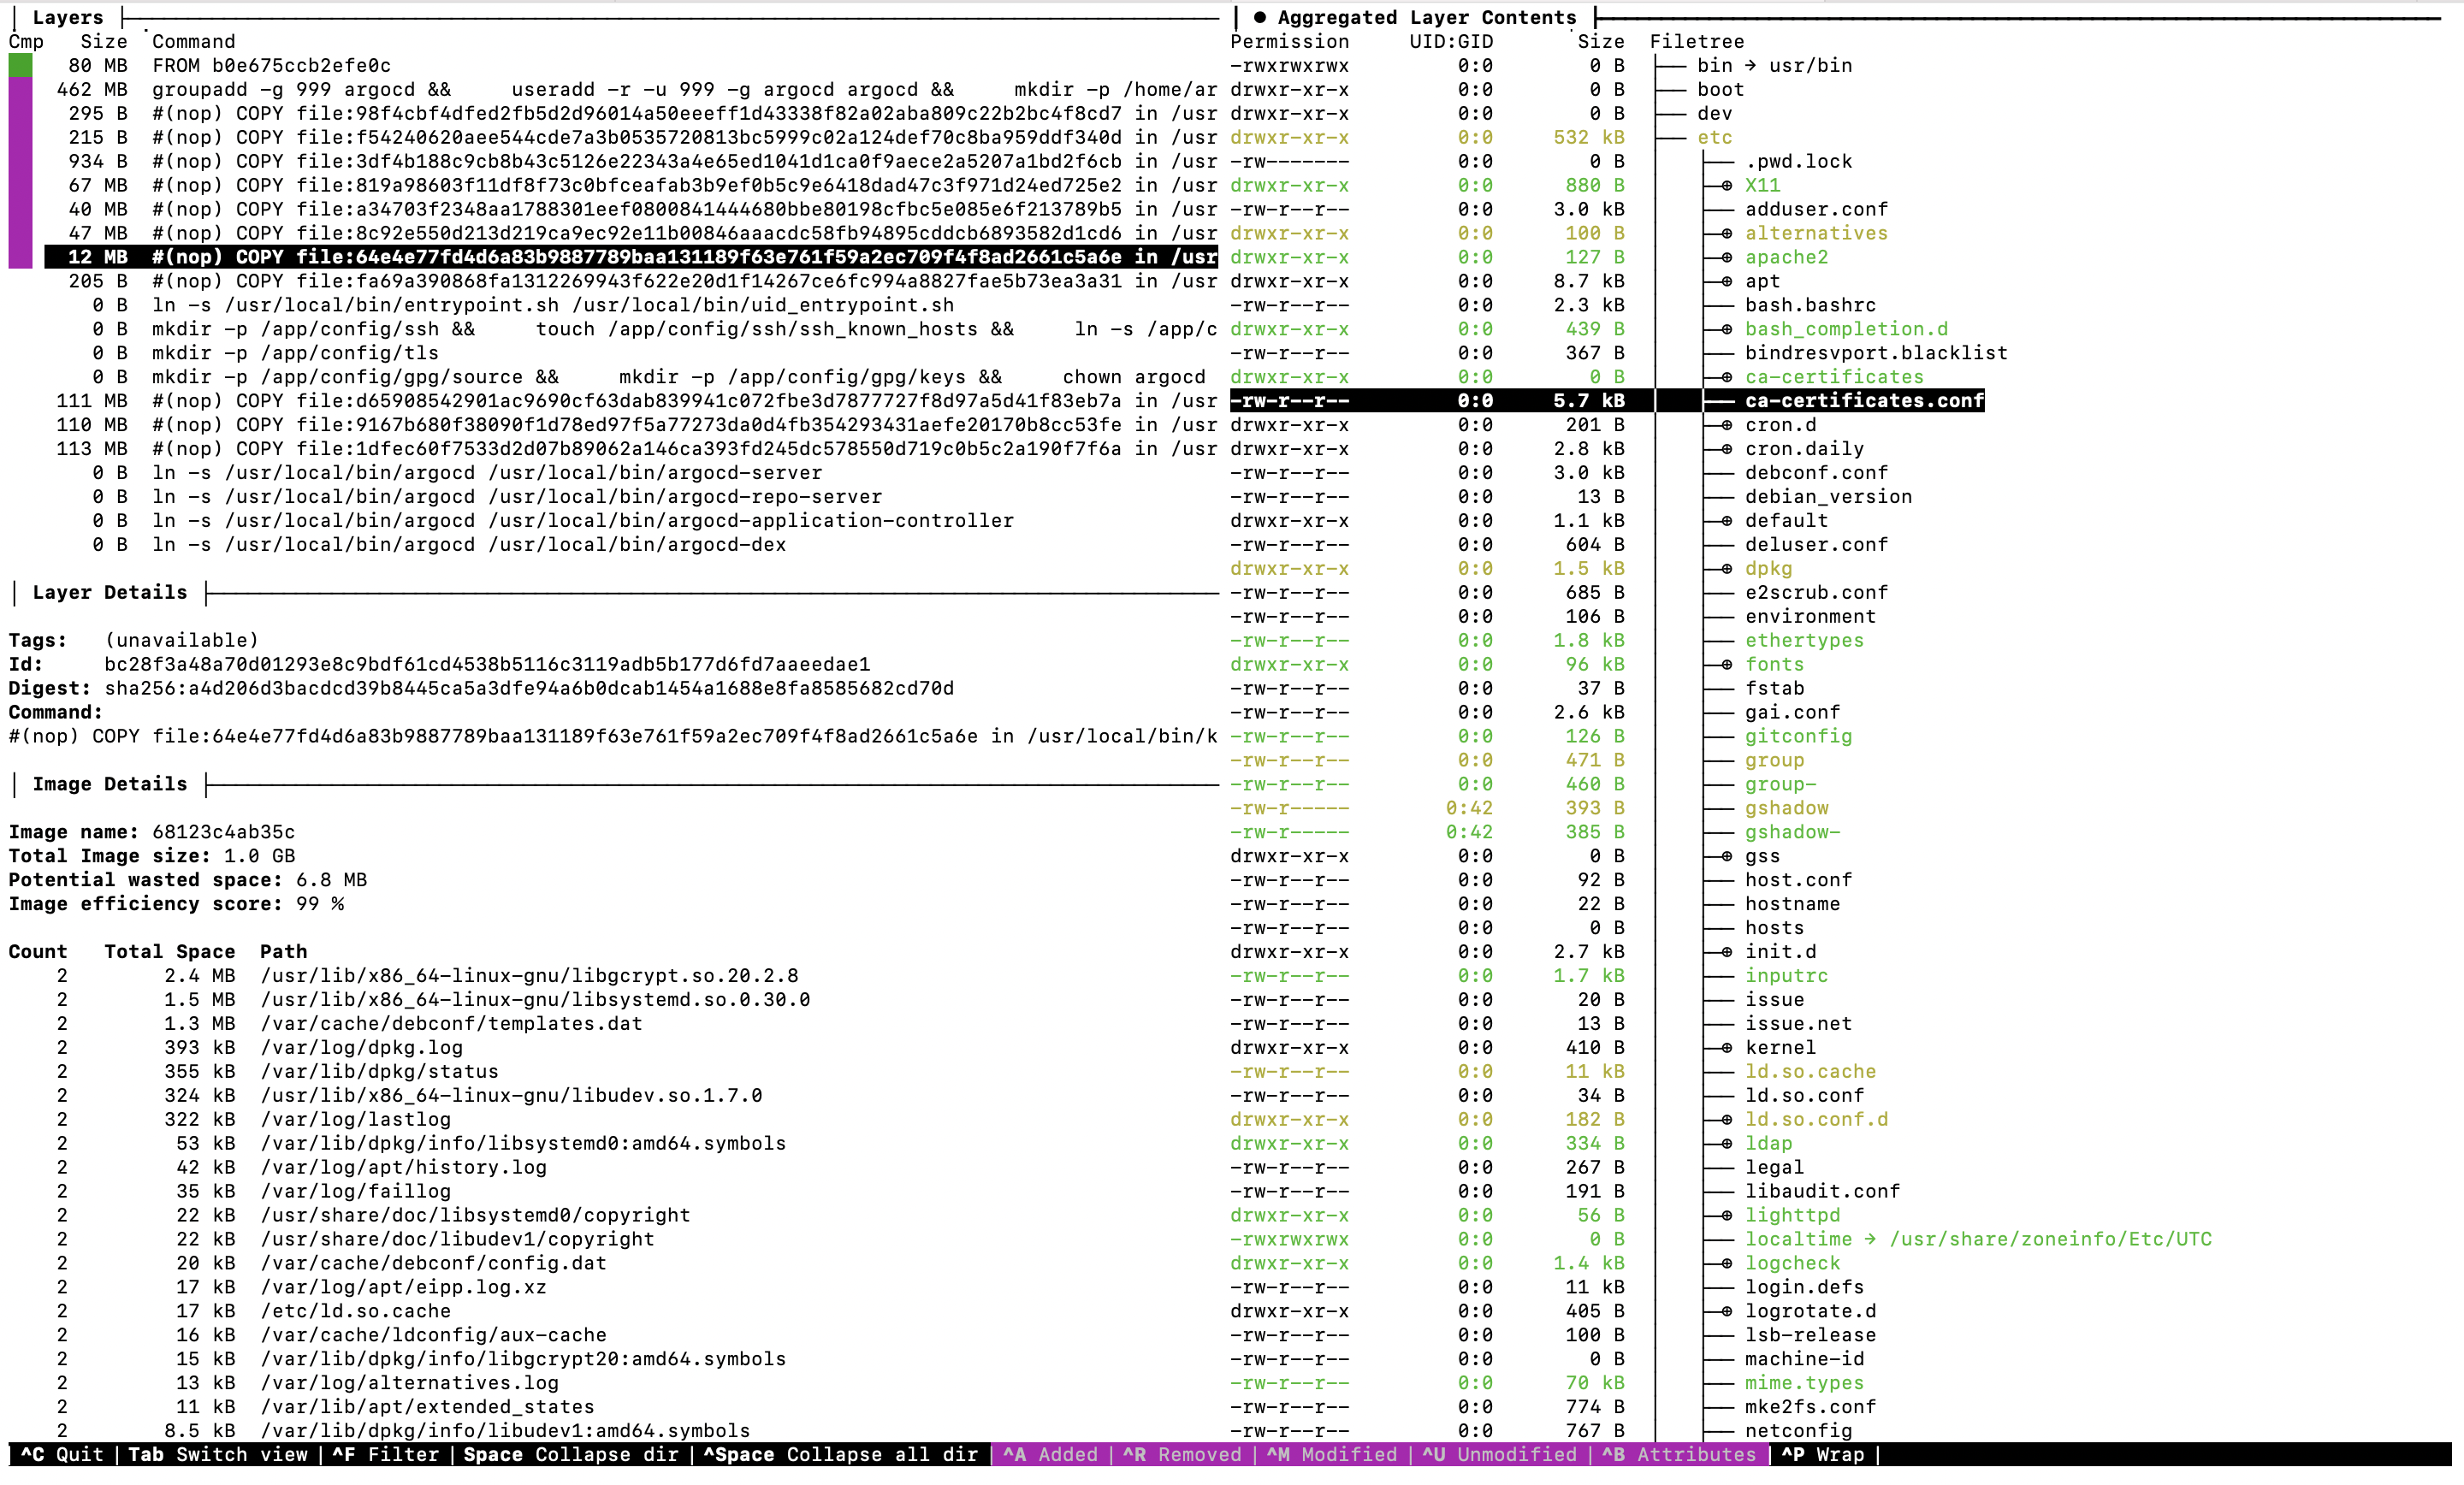 Layers
Cmp Size Command
80 MB FROM b0e675ccb2efe0c
462 MB groupadd -g 999 argocd && useradd -r -u 999 -g argocd argocd && mkdir -p /home/ar
295 B #(nop) COPY file:98f4cbf4dfed2fb5d2d96014a50eeeff1d43338f82a02aba809c22b2bc4f8cd7 in /usr
215 B #(nop) COPY file:f54240620aee544cde7a3b0535720813bc5999c02a124def70c8ba959ddf340d in /usr
934 B #(nop) COPY file:3df4b188c9cb8b43c5126e22343a4e65ed1041d1ca0f9aece2a5207a1bd2f6cb in /usr
67 MB #(nop) COPY file:819a98603f11df8f73c0bfceafab3b9ef0b5c9e6418dad47c3f971d24ed725e2 in /usr
40 MB #(nop) COPY file:a34703f2348aa1788301eef0800841444680bbe80198cfbc5e085e6f213789b5 in /usr
47 MB #(nop) COPY file:8c92e550d213d219ca9ec92e11b00846aaacdc58fb94895cddcb6893582d1cd6 in /usr
12 MB #(nop) COPY file:64e4e77fd4d6a83b9887789baa131189f63e761f59a2ec709f4f8ad2661c5a6e in /usr
205 B #(nop) COPY file:fa69a390868fa1312269943f622e20d1f14267ce6fc994a8827fae5b73ea3a31 in /usr
0 B ln -s /usr/local/bin/entrypoint.sh /usr/local/bin/uid_entrypoint.sh
0 B mkdir -p /app/config/ssh && touch /app/config/ssh/ssh_known_hosts && ln -s /app/c
0 B mkdir -p /app/config/tls
0 B mkdir -p /app/config/gpg/source && mkdir -p /app/config/gpg/keys && chown argocd
111 MB #(nop) COPY file:d65908542901ac9690cf63dab839941c072fbe3d7877727f8d97a5d41f83eb7a in /usr
110 MB #(nop) COPY file:9167b680f38090f1d78ed97f5a77273da0d4fb354293431aefe20170b8cc53fe in /usr
113 MB #(nop) COPY file:1dfec60f7533d2d07b89062a146ca393fd245dc578550d719c0b5c2a190f7f6a in /usr
0 B ln -s /usr/local/bin/argocd /usr/local/bin/argocd-server
0 B ln -s /usr/local/bin/argocd /usr/local/bin/argocd-repo-server
0 B ln -s /usr/local/bin/argocd /usr/local/bin/argocd-application-controller
0 B ln -s /usr/local/bin/argocd /usr/local/bin/argocd-dex
Layer Details
Tags: (unavailable)
Id: bc28f3a48a70d01293e8c9bdf61cd4538b5116c3119adb5b177d6fd7aaeedae1
Digest: sha256:a4d206d3bacdcd39b8445ca5a3dfe94a6b0dcab1454a1688e8fa8585682cd70d
Command:
#(nop) COPY file:64e4e77fd4d6a83b9887789baa131189f63e761f59a2ec709f4f8ad2661c5a6e in /usr/local/bin/k
Image Details
Image name: 68123c4ab35c
Total Image size: 1.0 GB
Potential wasted space: 6.8 MB
Image efficiency score: 99 %
Count Total Space Path
2 2.4 MB /usr/lib/x86_64-linux-gnu/libgcrypt.so.20.2.8
2 1.5 MB /usr/lib/x86_64-linux-gnu/libsystemd.so.0.30.0
2 1.3 MB /var/cache/debconf/templates.dat
2 393 kB /var/log/dpkg.log
2 355 kB /var/lib/dpkg/status
2 324 kB /usr/lib/x86_64-linux-gnu/libudev.so.1.7.0
2 322 kB /var/log/lastlog
2 53 kB /var/lib/dpkg/info/libsystemd0:amd64.symbols
2 42 kB /var/log/apt/history.log
2 35 kB /var/log/faillog
2 22 kB /usr/share/doc/libsystemd0/copyright
2 22 kB /usr/share/doc/libudev1/copyright
2 20 kB /var/cache/debconf/config.dat
2 17 kB /var/log/apt/eipp.log.xz
2 17 kB /etc/ld.so.cache
2 16 kB /var/cache/ldconfig/aux-cache
2 15 kB /var/lib/dpkg/info/libgcrypt20:amd64.symbols
2 13 kB /var/log/alternatives.log
2 11 kB /var/lib/apt/extended_states
2 8.5 kB /var/lib/dpkg/info/libudev1:amd64.symbols
● Aggregated Layer Contents
Permission UID:GID Size Filetree
-rwxrwxrwx 0:0 0 B bin → usr/bin
drwxr-xr-x 0:0 0 B boot
drwxr-xr-x 0:0 0 B dev
drwxr-xr-x 0:0 532 kB etc
-rw------- 0:0 0 B .pwd.lock
drwxr-xr-x 0:0 880 B X11
-rw-r--r-- 0:0 3.0 kB adduser.conf
drwxr-xr-x 0:0 100 B alternatives
drwxr-xr-x 0:0 127 B apache2
drwxr-xr-x 0:0 8.7 kB apt
-rw-r--r-- 0:0 2.3 kB bash.bashrc
drwxr-xr-x 0:0 439 B bash_completion.d
-rw-r--r-- 0:0 367 B bindresvport.blacklist
drwxr-xr-x 0:0 0 B ca-certificates
-rw-r--r-- 0:0 5.7 kB ca-certificates.conf
drwxr-xr-x 0:0 201 B cron.d
drwxr-xr-x 0:0 2.8 kB cron.daily
-rw-r--r-- 0:0 3.0 kB debconf.conf
-rw-r--r-- 0:0 13 B debian_version
drwxr-xr-x 0:0 1.1 kB default
-rw-r--r-- 0:0 604 B deluser.conf
drwxr-xr-x 0:0 1.5 kB dpkg
-rw-r--r-- 0:0 685 B e2scrub.conf
-rw-r--r-- 0:0 106 B environment
-rw-r--r-- 0:0 1.8 kB ethertypes
drwxr-xr-x 0:0 96 kB fonts
-rw-r--r-- 0:0 37 B fstab
-rw-r--r-- 0:0 2.6 kB gai.conf
-rw-r--r-- 0:0 126 B gitconfig
-rw-r--r-- 0:0 471 B group
-rw-r--r-- 0:0 460 B group-
-rw-r----- 0:42 393 B gshadow
-rw-r----- 0:42 385 B gshadow-
drwxr-xr-x 0:0 0 B gss
-rw-r--r-- 0:0 92 B host.conf
-rw-r--r-- 0:0 22 B hostname
-rw-r--r-- 0:0 0 B hosts
drwxr-xr-x 0:0 2.7 kB init.d
-rw-r--r-- 0:0 1.7 kB inputrc
-rw-r--r-- 0:0 20 B issue
-rw-r--r-- 0:0 13 B issue.net
drwxr-xr-x 0:0 410 B kernel
-rw-r--r-- 0:0 11 kB ld.so.cache
-rw-r--r-- 0:0 34 B ld.so.conf
drwxr-xr-x 0:0 182 B ld.so.conf.d
drwxr-xr-x 0:0 334 B ldap
-rw-r--r-- 0:0 267 B legal
-rw-r--r-- 0:0 191 B libaudit.conf
drwxr-xr-x 0:0 56 B lighttpd
-rwxrwxrwx 0:0 0 B localtime → /usr/share/zoneinfo/Etc/UTC
drwxr-xr-x 0:0 1.4 kB logcheck
-rw-r--r-- 0:0 11 kB login.defs
drwxr-xr-x 0:0 405 B logrotate.d
-rw-r--r-- 0:0 100 B lsb-release
-rw-r--r-- 0:0 0 B machine-id
-rw-r--r-- 0:0 70 kB mime.types
-rw-r--r-- 0:0 774 B mke2fs.conf
-rw-r--r-- 0:0 767 B netconfig
^C Quit | Tab Switch view | ^F Filter | Space Collapse dir | ^Space Collapse all dir | ^A Added | ^R Removed | ^M Modified | ^U Unmodified | ^B Attributes | ^P Wrap |